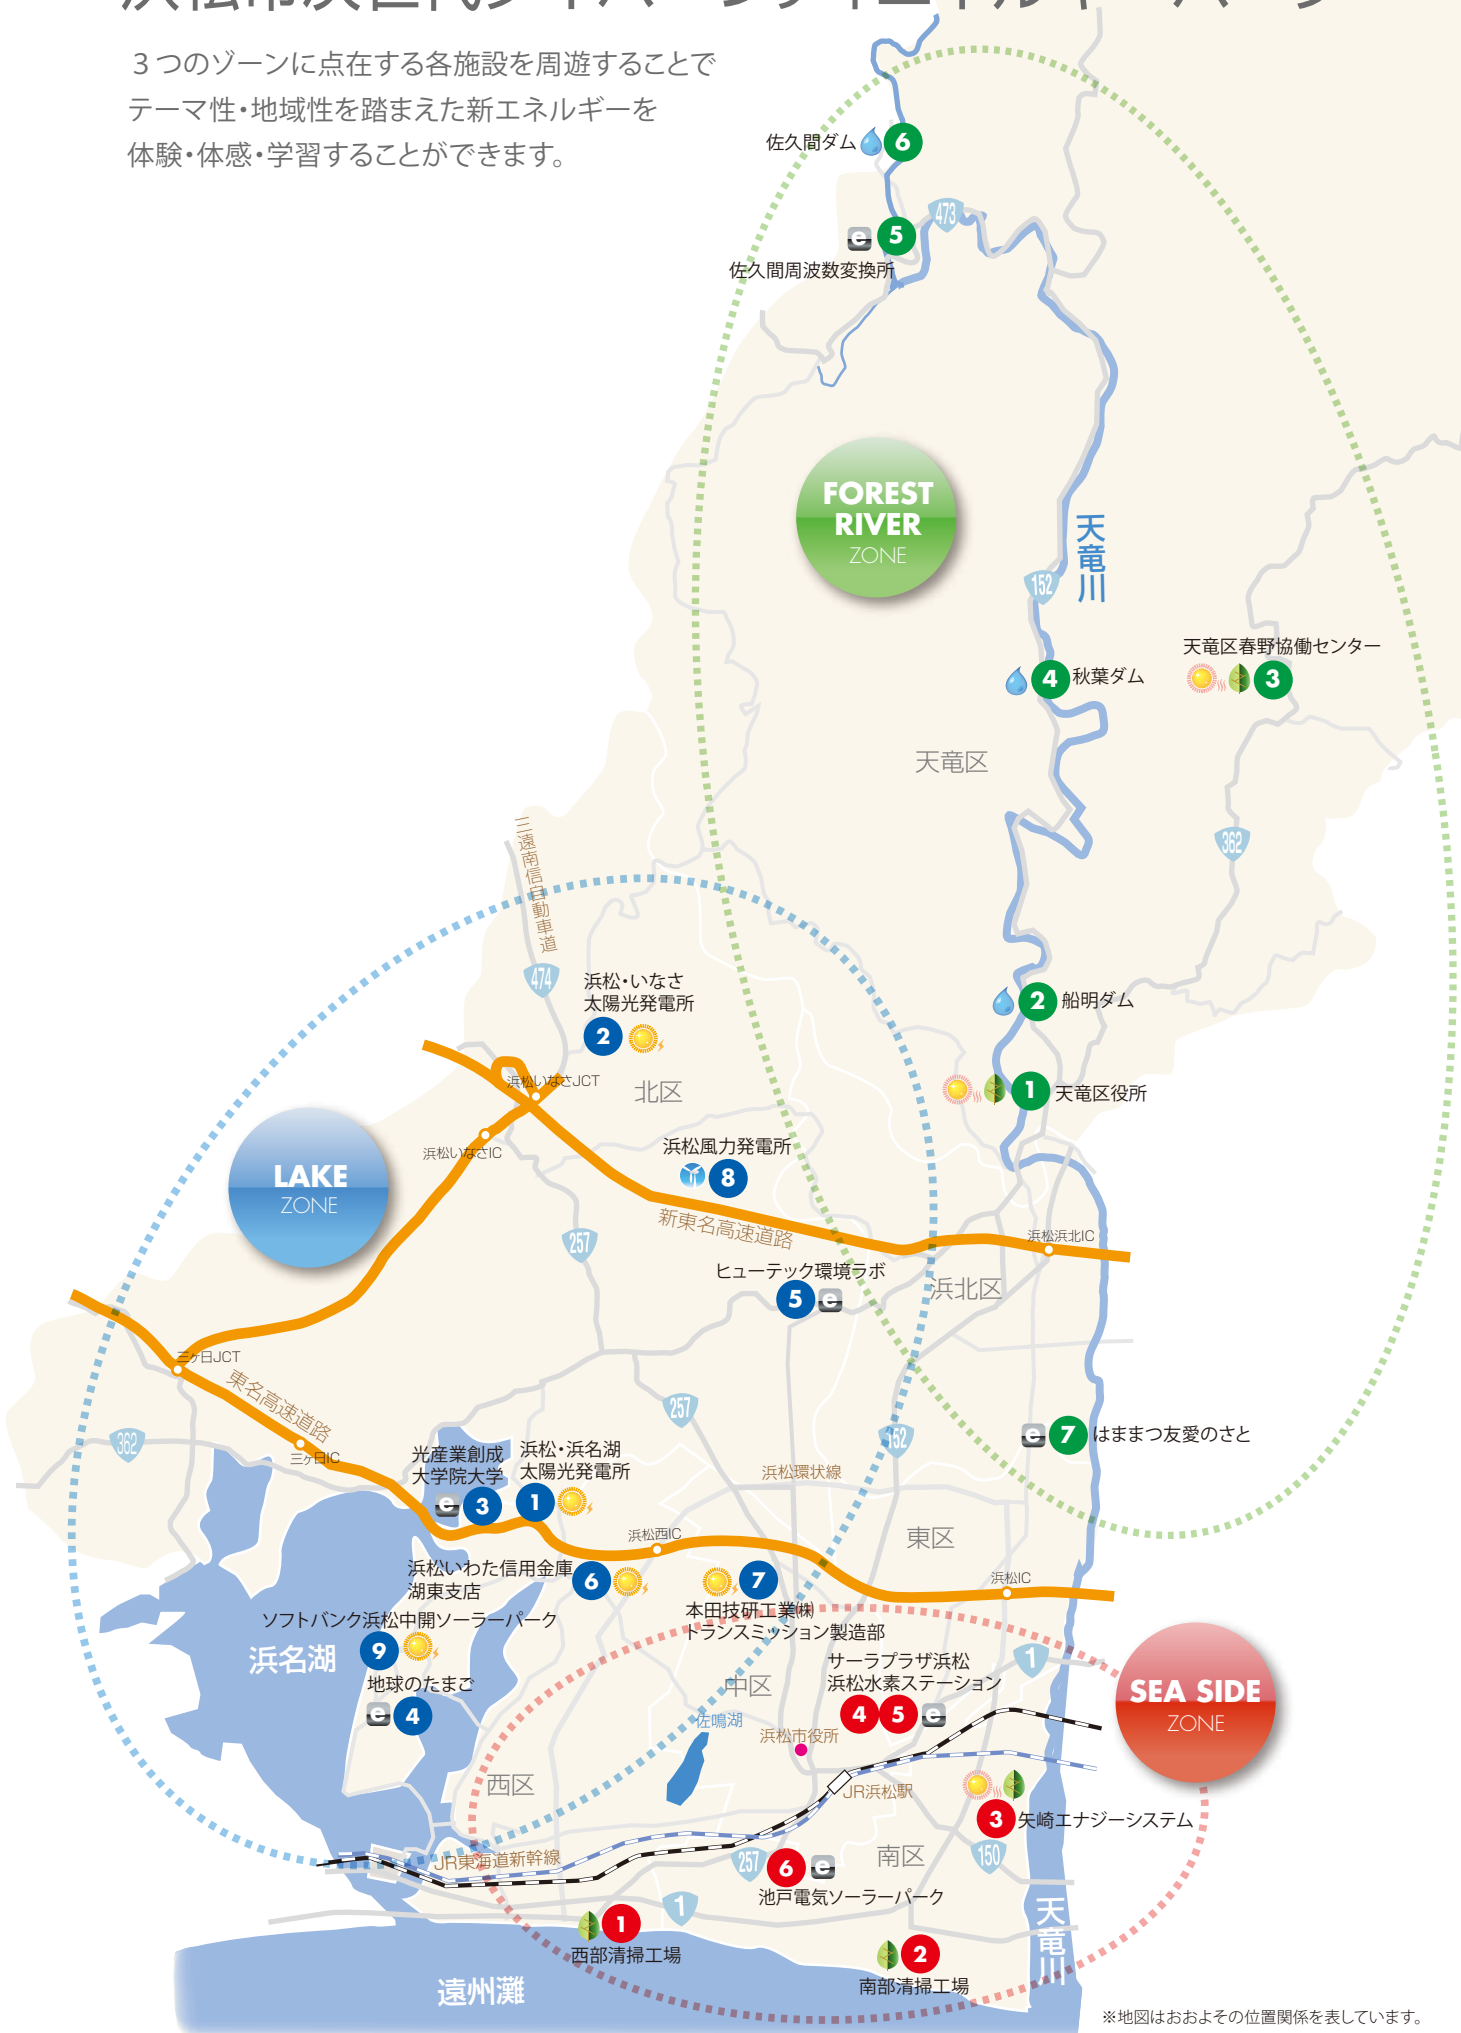 ３つのゾーンに点在する各施設を周遊することで
テーマ性・地域性を踏まえた新エネルギーを
体験・体感・学習することができます。
佐久間ダム
6
473
e
5
佐久間周波数変換所
FOREST
RIVER
ZONE
天竜川
152
天竜区春野協働センター
4
秋葉ダム
3
天竜区
三遠南信自動車道
362
474
浜松・いなさ
太陽光発電所
2
2
船明ダム
浜松いなさJCT
北区
1
天竜区役所
浜松いなさIC
浜松風力発電所
8
LAKE
ZONE
新東名高速道路
257
浜松浜北IC
ヒューテック環境ラボ
5
e
浜北区
三ヶ日JCT
東名高速道路
257
362
三ヶ日IC
152
e
7
はままつ友愛のさと
光産業創成
大学院大学
e
3
浜松・浜名湖
太陽光発電所
1
浜松環状線
浜松西IC
東区
浜松いわた信用金庫
湖東支店
6
7
本田技研工業㈱
トランスミッション製造部
浜松IC
ソフトバンク浜松中開ソーラーパーク
9
浜名湖
地球のたまご
e
4
サーラプラザ浜松
浜松水素ステーション
4
5
e
1
SEA SIDE
ZONE
中区
佐鳴湖
浜松市役所
西区
JR浜松駅
3
矢崎エナジーシステム
JR東海道新幹線
257
6
e
南区
150
池戸電気ソーラーパーク
1
1
西部清掃工場
2
南部清掃工場
天竜川
遠州灘
※地図はおおよその位置関係を表しています。